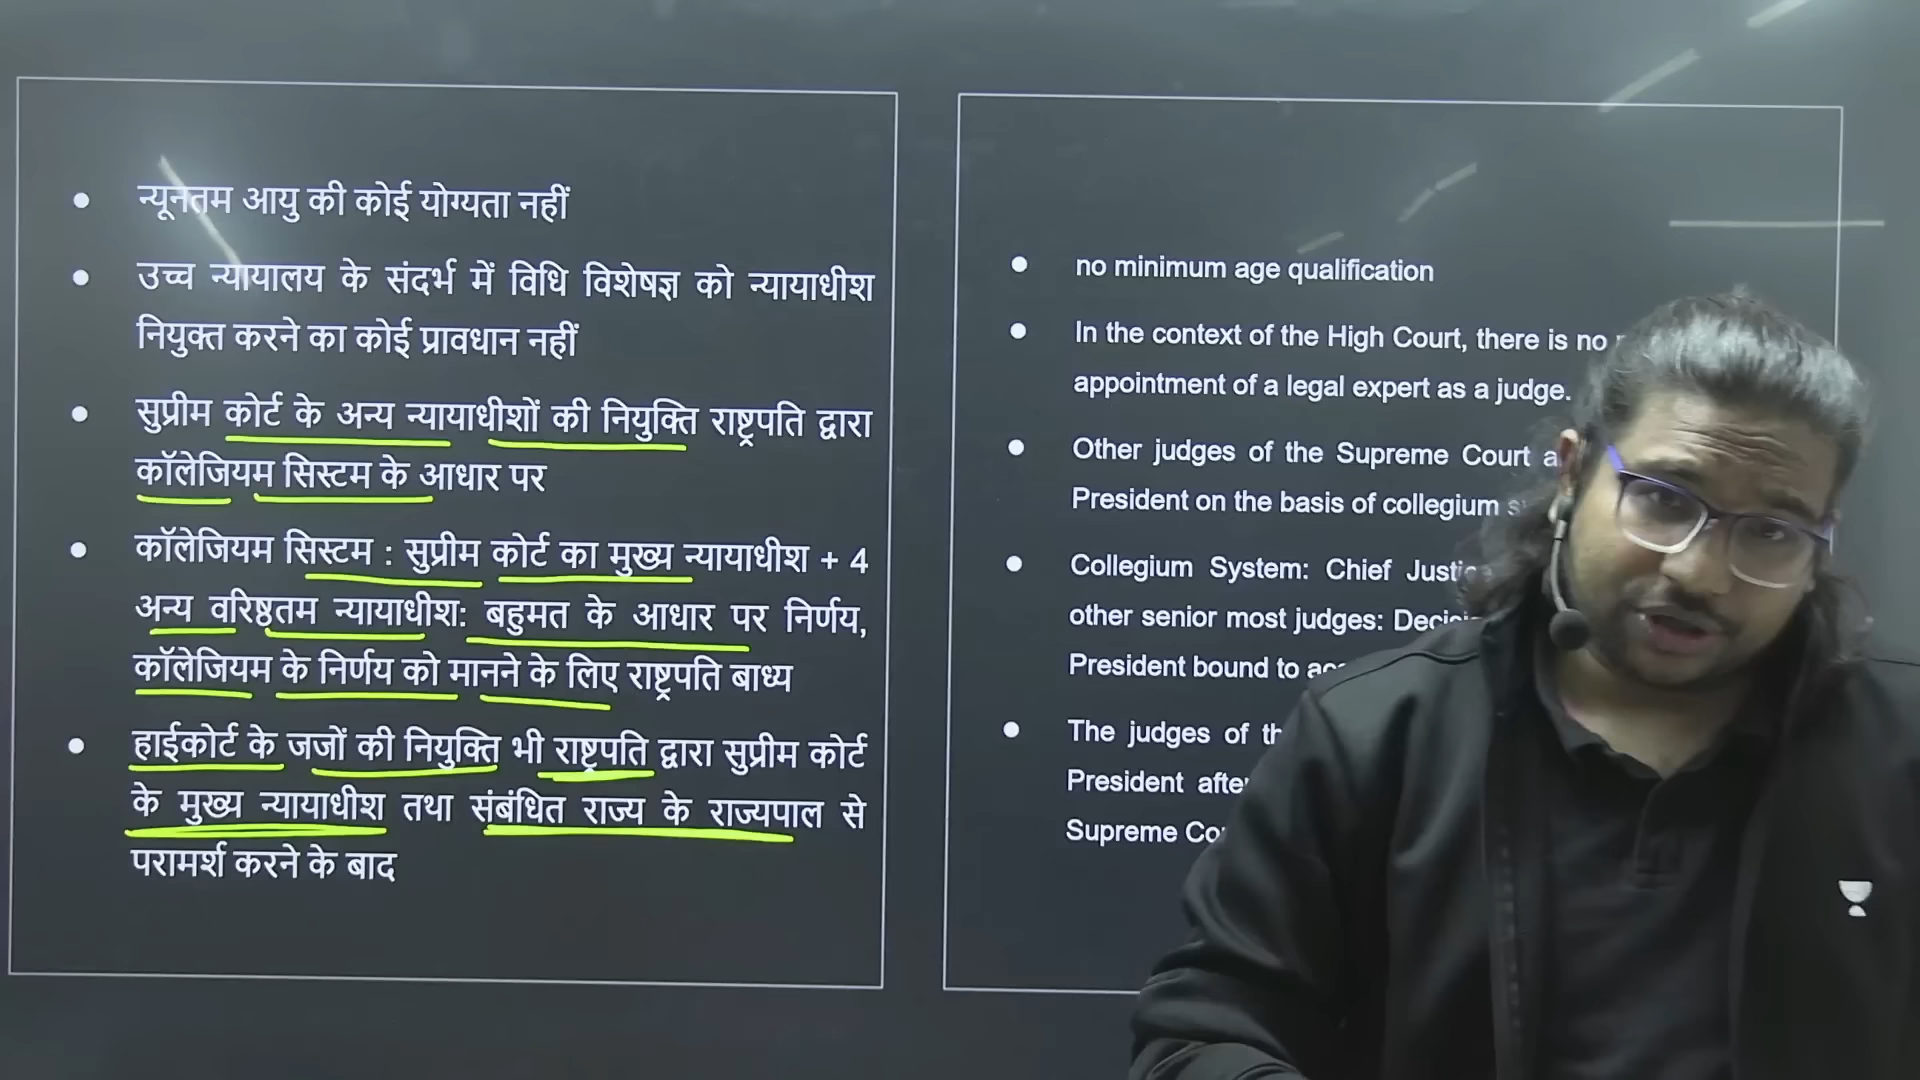 न्यूनतम आयु की कोई योग्यता नहीं
उच्च न्यायालय के संदर्भ में विधि विशेषज्ञ को न्यायाधीश
नियुक्त करने का कोई प्रावधान नहीं
सुप्रीम कोर्ट के अन्य न्यायाधीशों की नियुक्ति राष्ट्रपति द्वारा
कॉलेजियम सिस्टम के आधार पर
कॉलेजियम सिस्टम : सुप्रीम कोर्ट का मुख्य न्यायाधीश + 4
अन्य वरिष्ठतम न्यायाधीश: बहुमत के आधार पर निर्णय,
कॉलेजियम के निर्णय को मानने के लिए राष्ट्रपति बाध्य
हाईकोर्ट के जजों की नियुक्ति भी राष्ट्रपति द्वारा सुप्रीम कोर्ट
के मुख्य न्यायाधीश तथा संबंधित राज्य के राज्यपाल से
परामर्श करने के बाद
no minimum age qualification
In the context of the High Court, there is no
appointment of a legal expert as a judge.
Other judges of the Supreme Court
President on the basis of collegium
Collegium System: Chief
other senior most judges:
President bound to
The judges of
President
Supreme